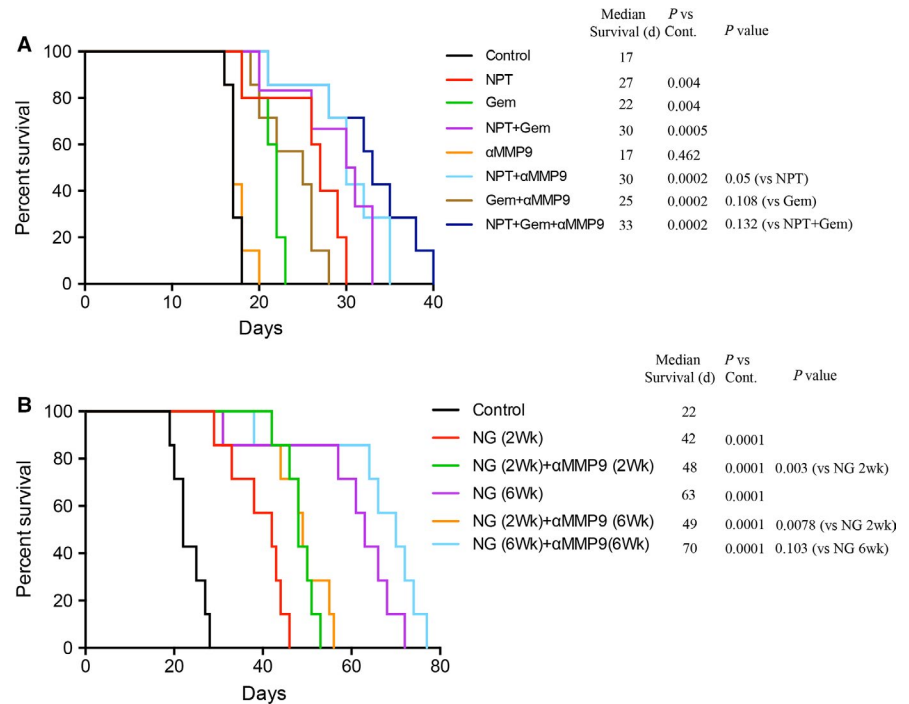 Median P vs
Survival (d) Cont. P value
A
100
80
60
40
20
0
Percent survival
0 10 20 30 40
Days
Control 17
NPT 27 0.004
Gem 22 0.004
NPT+Gem 30 0.0005
αMMP9 17 0.462
NPT+αMMP9 30 0.0002 0.05 (vs NPT)
Gem+αMMP9 25 0.0002 0.108 (vs Gem)
NPT+Gem+αMMP9 33 0.0002 0.132 (vs NPT+Gem)
Median P vs
Survival (d) Cont. P value
B
100
80
60
40
20
0
Percent survival
0 20 40 60 80
Days
Control 22
NG (2Wk) 42 0.0001
NG (2Wk)+αMMP9 (2Wk) 48 0.0001 0.003 (vs NG 2wk)
NG (6Wk) 63 0.0001
NG (2Wk)+αMMP9 (6Wk) 49 0.0001 0.0078 (vs NG 2wk)
NG (6Wk)+αMMP9(6Wk) 70 0.0001 0.103 (vs NG 6wk)